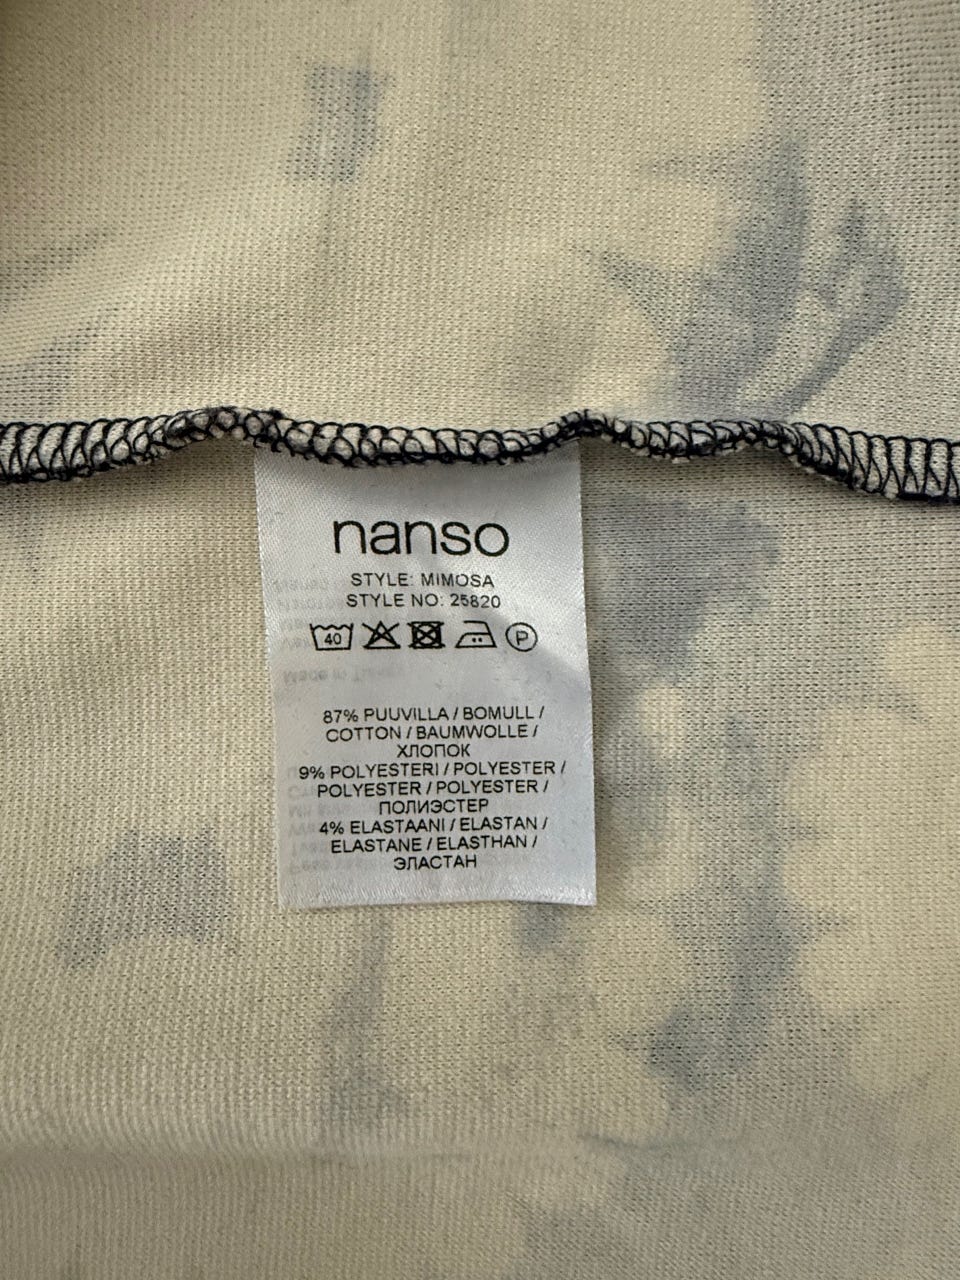 nanso
STYLE: MIMOSA
STYLE NO: 25820
40 P
87% PUUVILLA / BOMULL /
COTTON / BAUMWOLLE /
ХЛОПОК
9% POLYESTERI / POLYESTER /
POLYESTER / POLYESTER /
ПОЛИЭСТЕР
4% ELASTAANI / ELASTAN /
ELASTANE / ELASTHAN /
ЭЛАСТАН